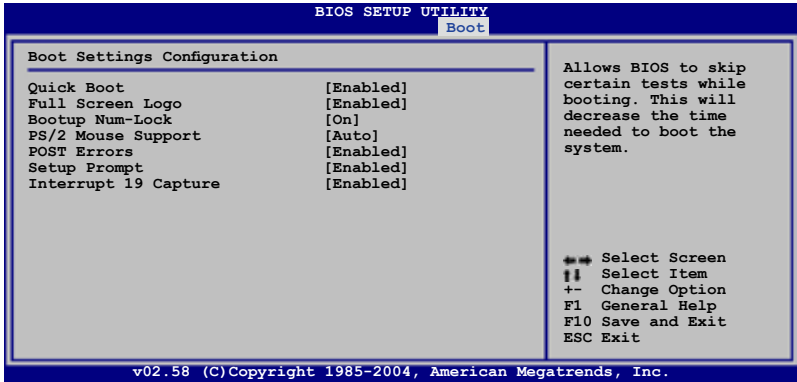 BIOS SETUP UTILITY
Boot
Boot Settings Configuration
Quick Boot [Enabled]
Full Screen Logo [Enabled]
Bootup Num-Lock [On]
PS/2 Mouse Support [Auto]
POST Errors [Enabled]
Setup Prompt [Enabled]
Interrupt 19 Capture [Enabled]
Allows BIOS to skip
certain tests while
booting. This will
decrease the time
needed to boot the
system.
Select Screen
Select Item
+- Change Option
F1 General Help
F10 Save and Exit
ESC Exit
v02.58 (C)Copyright 1985-2004, American Megatrends, Inc.